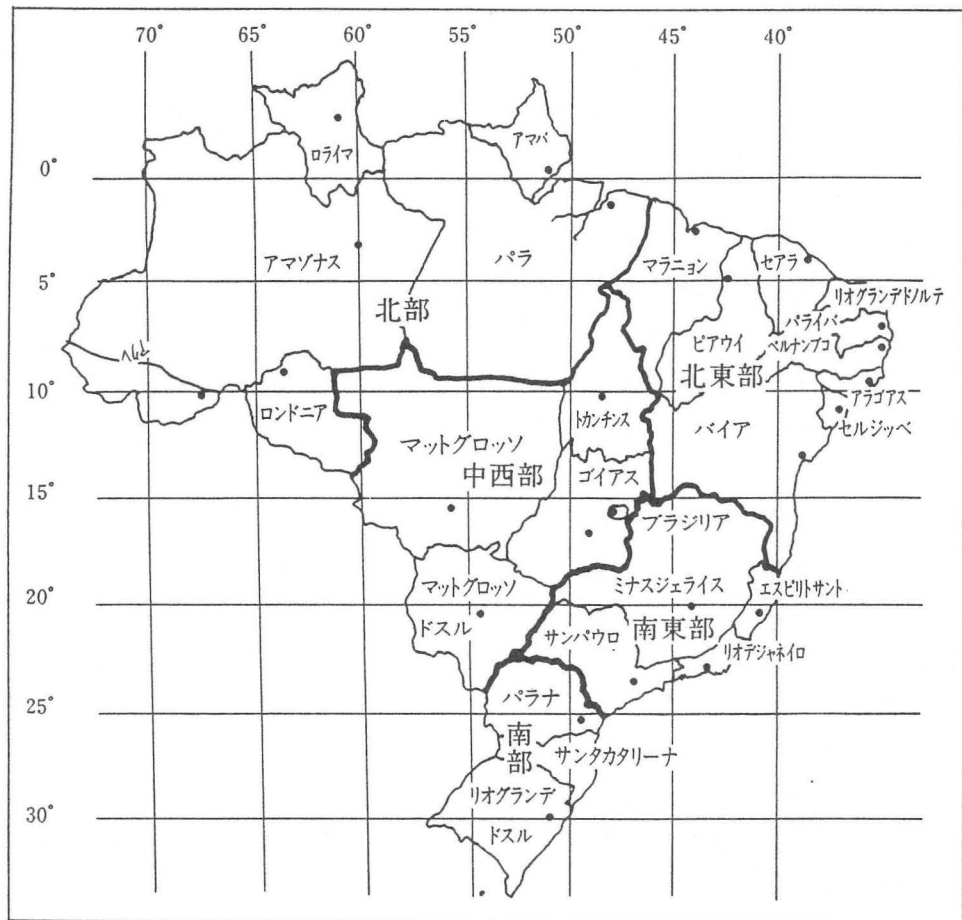 70° 65° 60° 55° 50° 45° 40°
アマパ
ロライマ
0°
アマゾナス
パラ
マラニョン
セアラ
5°
リオグランデドノルテ
北部
パライバ
ピアウイ
ペルナンブコ
北東部
10°
アラゴアス
ロンドニア
トカンチンス
バイア
セルジッペ
マットグロッソ
中西部
ゴイアス
15°
ブラジリア
マットグロッソ
ドスル
ミナスジェライス
エスピリトサント
20°
サンパウロ
南東部
リオデジャネイロ
パラナ
25°
南部
サンタカタリーナ
リオグランデ
ドスル
30°